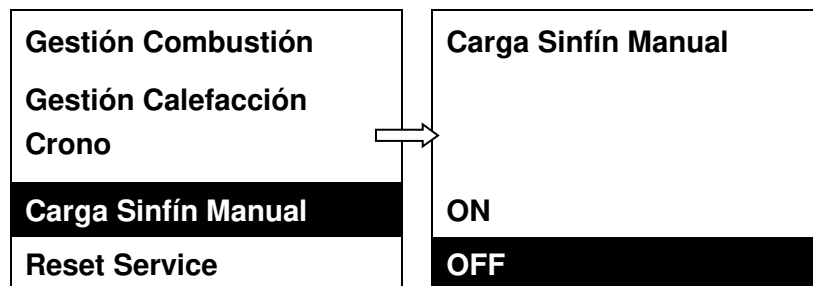 Gestión Combustión
Gestión Calefacción
Crono
Carga Sinfín Manual
Reset Service
Carga Sinfín Manual
ON
OFF